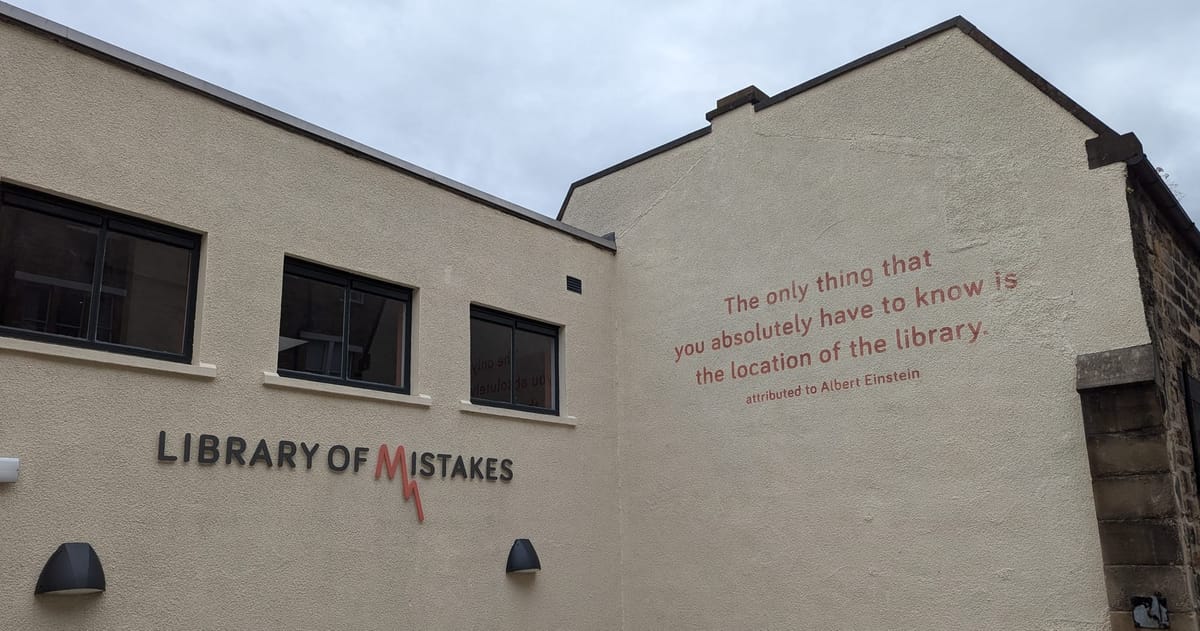 LIBRARY OF MISTAKES
The only thing that
you absolutely have to know is
the location of the library.
attributed to Albert Einstein